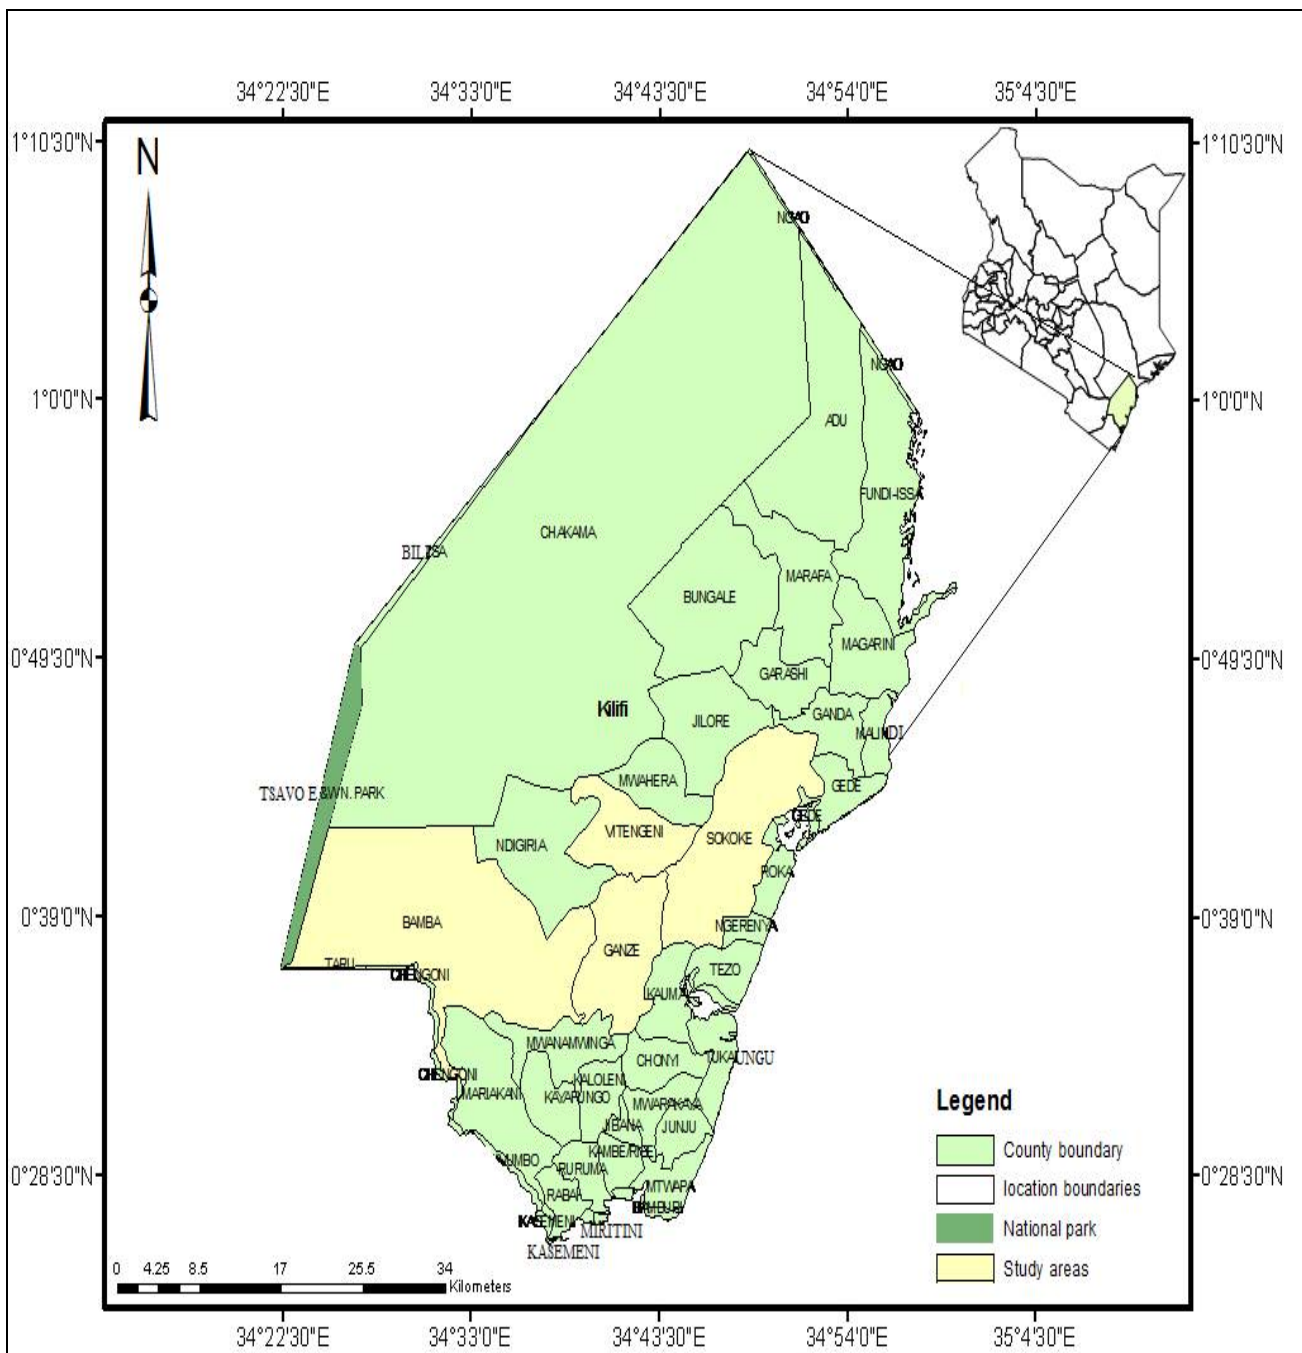 34°22'30"E 34°33'0"E 34°43'30"E 34°54'0"E 35°4'30"E
1°10'30"N 1°10'30"N
N
NGAO
1°0'0"N 1°0'0"N
NGAO
ADU
FUNDI-ISSA
CHAKAMA
MARAFA
BUNGALE
MAGARINI
0°49'30"N 0°49'30"N
GARASHI
Kilifi
JILORE
GANDA
MALINDI
MWAHERA
GEDE
TSAVO E.&WN. PARK
GEDE
VITENGENI
SOKOKE
NDIGIRIA
ROKA
0°39'0"N 0°39'0"N
BAMBA
NGERENYA
GANZE
TARU
TEZO
KAUMA
MWANAMWINGA
CHONYI
KALOLENI
MARIAKANI
MWARAKAYA
JIBANA
JUNJU
KAMBE/RIBE
RURUMA
0°28'30"N 0°28'30"N
MTWAPA
RABAI
BAMBURI
KASEMENI
MIRITINI
KASEMENI
Legend
County boundary
location boundaries
National park
Study areas
0 4.25 8.5 17 25.5 34
Kilometers
34°22'30"E 34°33'0"E 34°43'30"E 34°54'0"E 35°4'30"E